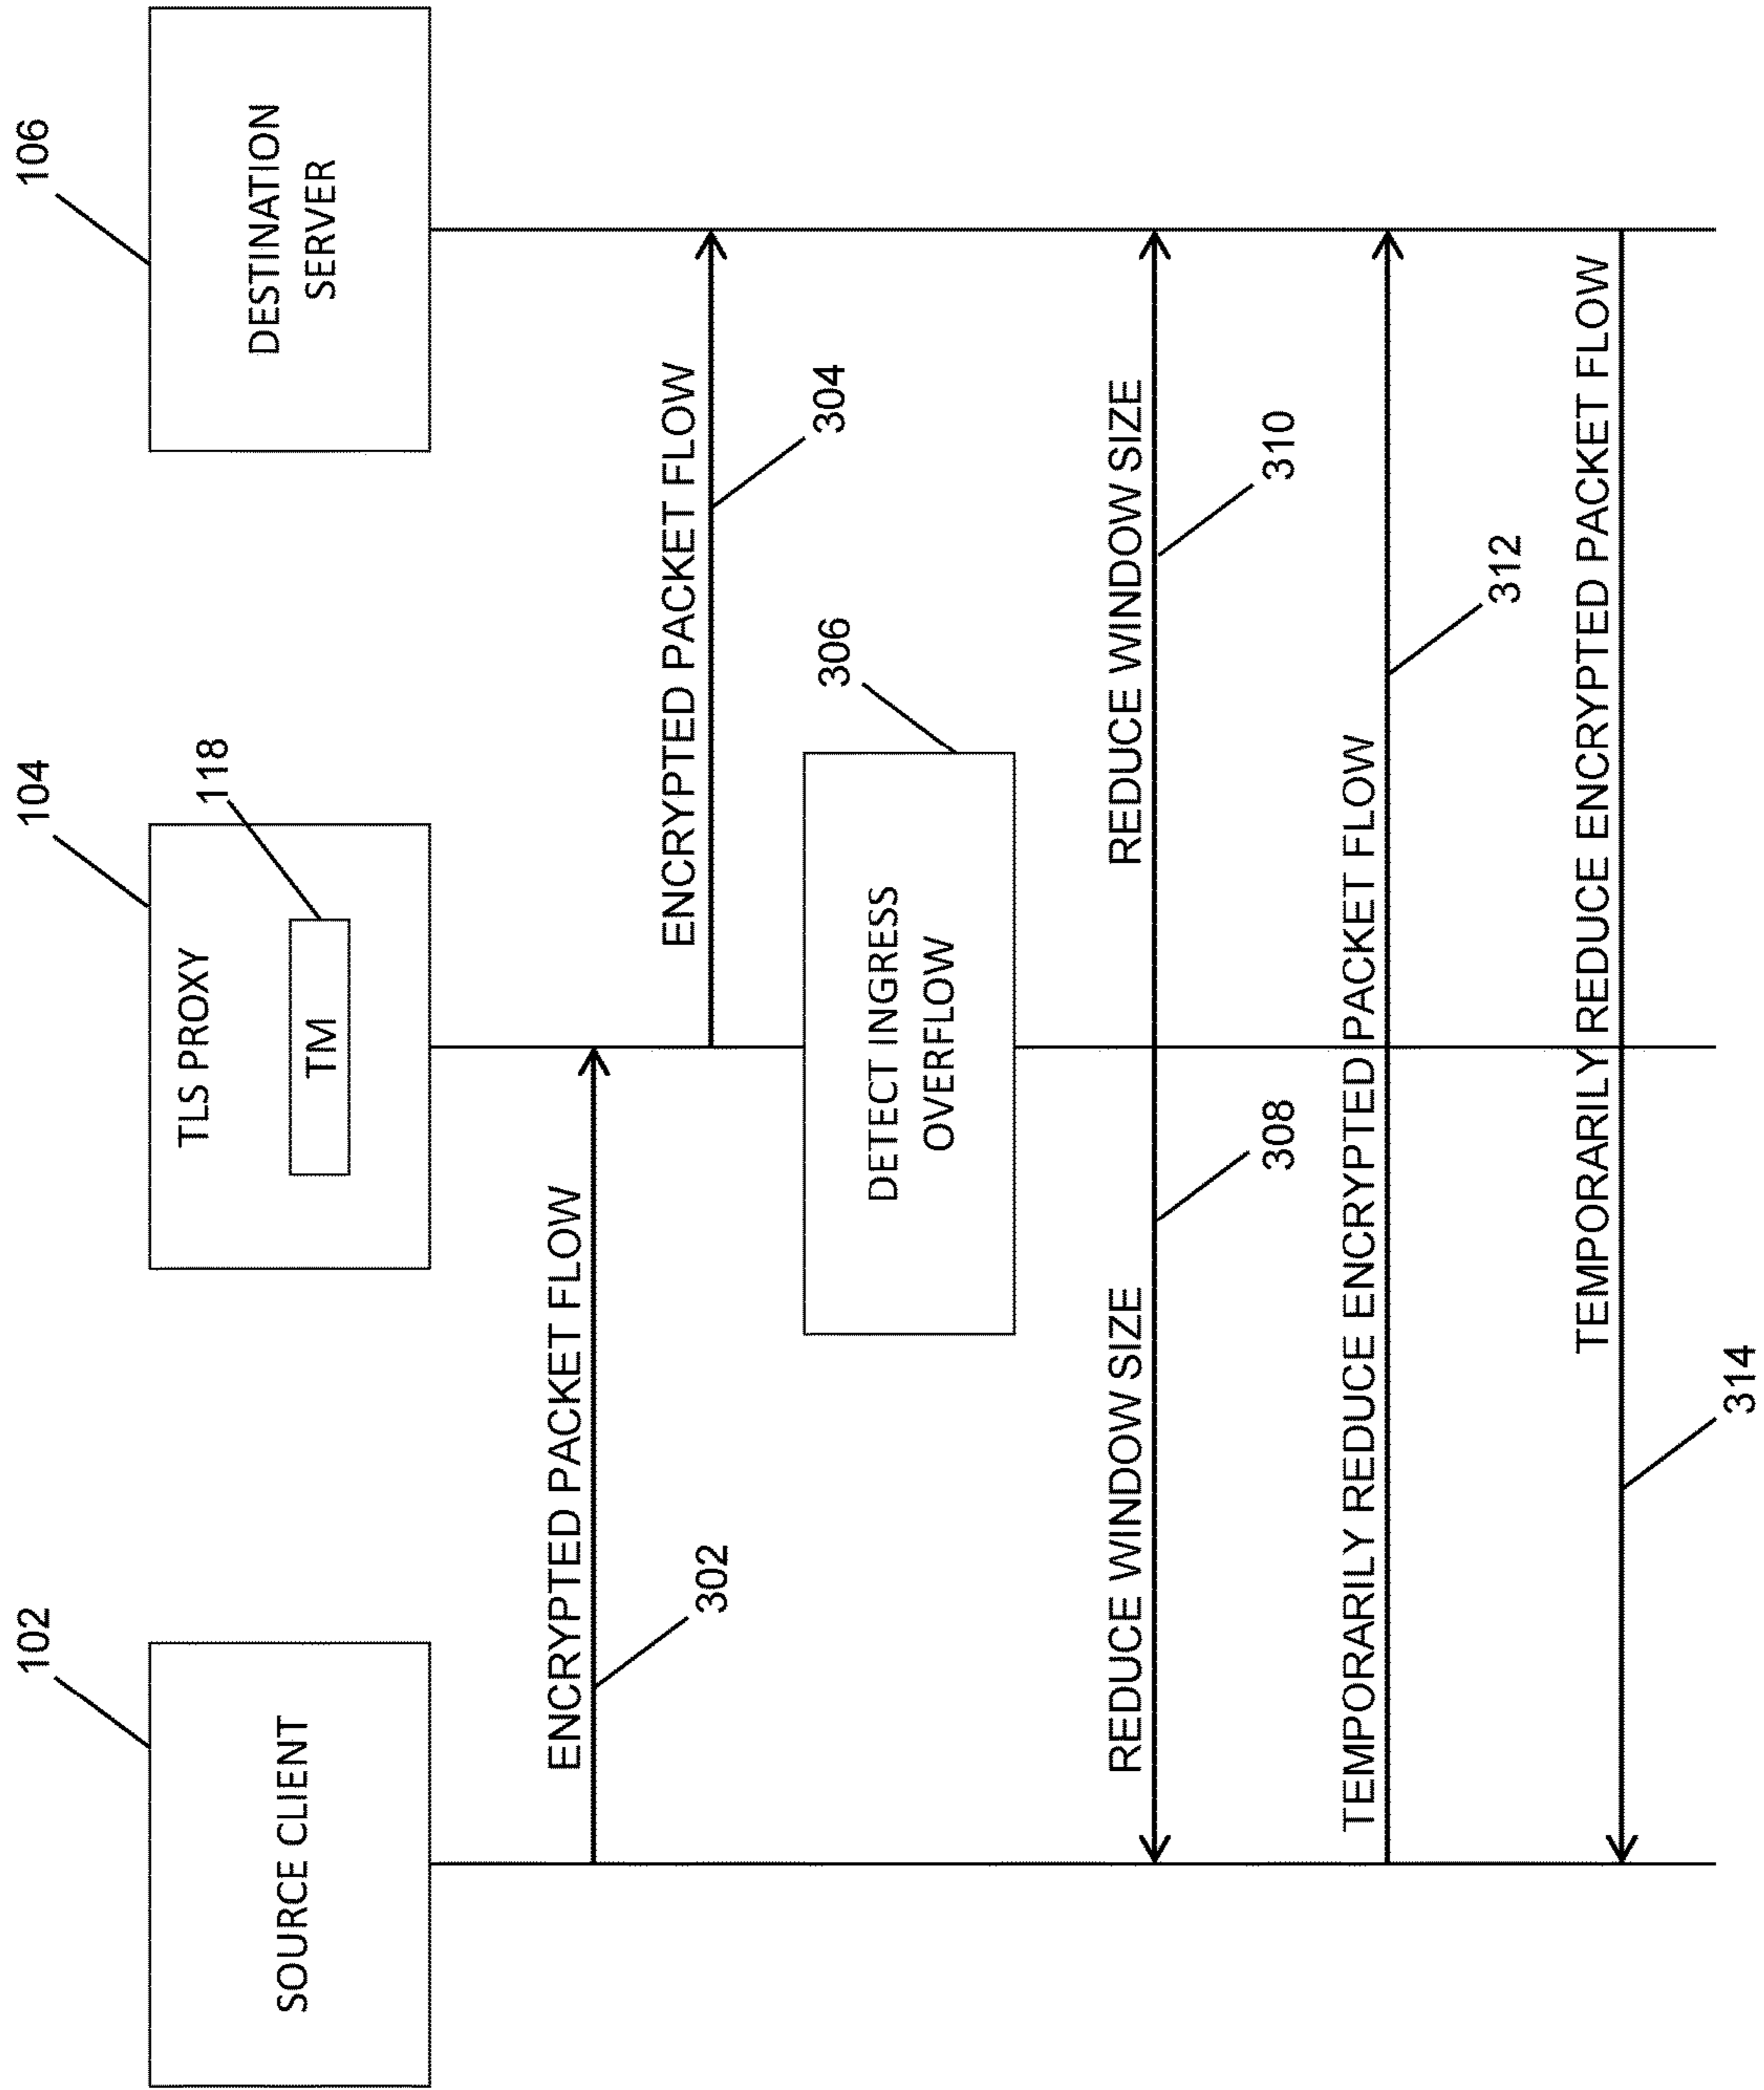 102
104
106
SOURCE CLIENT
TLS PROXY
118
TM
DESTINATION
SERVER
ENCRYPTED PACKET FLOW
302
ENCRYPTED PACKET FLOW
304
306
DETECT INGRESS
OVERFLOW
REDUCE WINDOW SIZE
308
REDUCE WINDOW SIZE
310
TEMPORARILY REDUCE ENCRYPTED PACKET FLOW
312
TEMPORARILY REDUCE ENCRYPTED PACKET FLOW
314